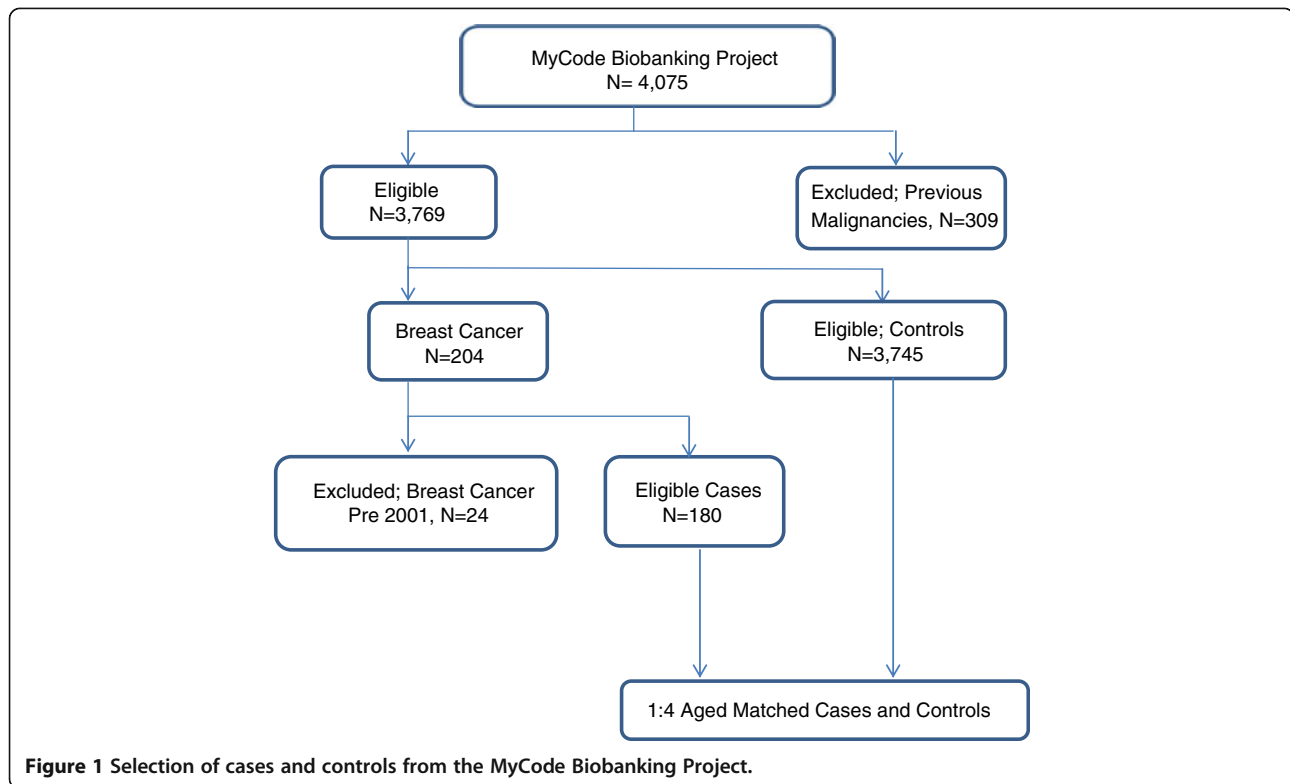 MyCode Biobanking Project
N= 4,075
Eligible
N=3,769
Excluded; Previous
Malignancies, N=309
Breast Cancer
N=204
Eligible; Controls
N=3,745
Excluded; Breast Cancer
Pre 2001, N=24
Eligible Cases
N=180
1:4 Aged Matched Cases and Controls
Figure 1 Selection of cases and controls from the MyCode Biobanking Project.